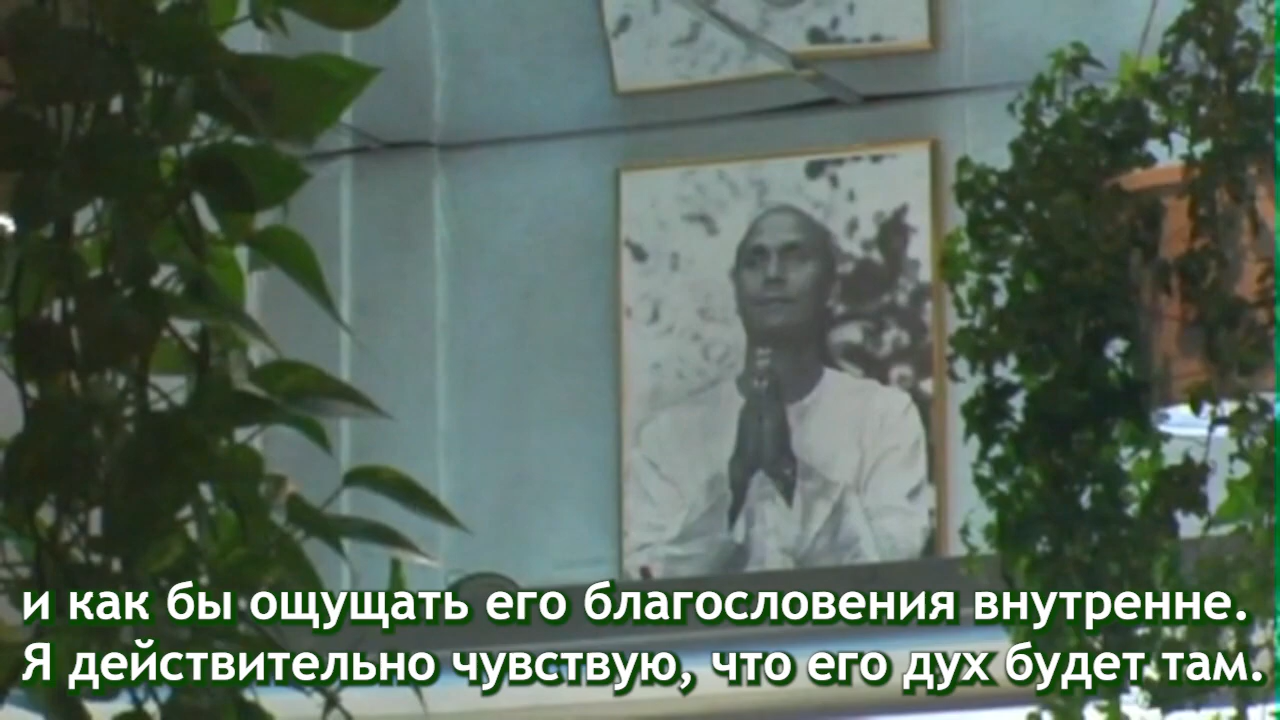 и как бы ощущать его благословения внутренне.
Я действительно чувствую, что его дух будет там.